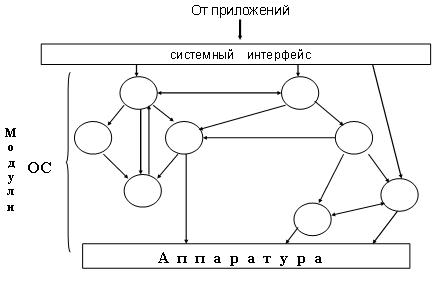 От приложений
системный интерфейс
Модули
ОС
Аппаратура